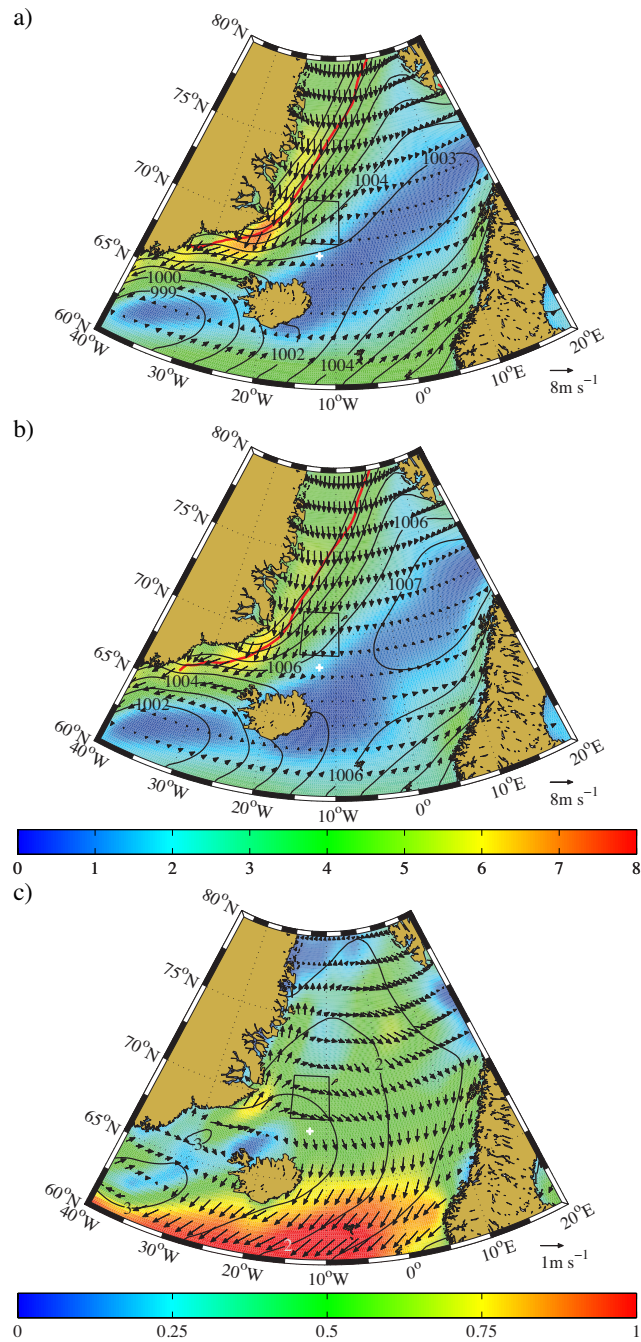 a)
80°N
75°N
70°N
65°N
60°N
40°W
30°W
20°W
10°W
0°
10°E
20°E
1003
1004
1000
999
1002
1004
8m s⁻¹
b)
80°N
75°N
70°N
65°N
60°N
40°W
30°W
20°W
10°W
0°
10°E
20°E
1006
1007
1006
1004
1002
1006
8m s⁻¹
0 1 2 3 4 5 6 7 8
c)
80°N
75°N
70°N
65°N
60°N
40°W
30°W
20°W
10°W
0°
10°E
20°E
2
3
3
2
1m s⁻¹
0 0.25 0.5 0.75 1